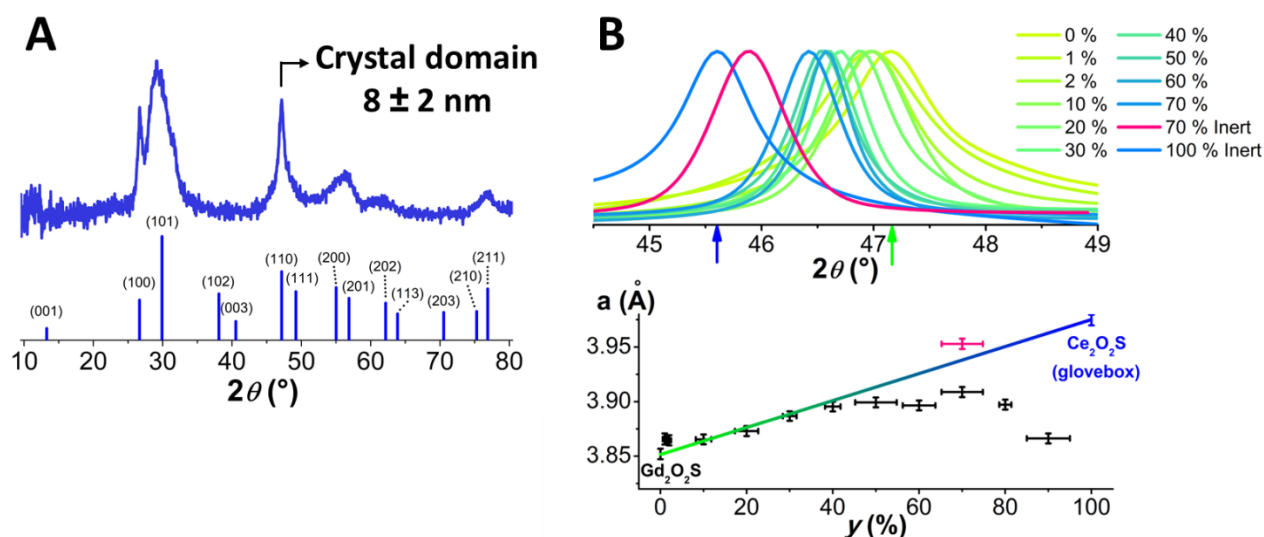 A
Crystal domain
8 ± 2 nm
(001)
(100)
(101)
(102)
(003)
(110)
(111)
(200)
(201)
(202)
(113)
(203)
(210)
(211)
10 20 30 40 50 60 70 80
2θ (°)
B
0 %
1 %
2 %
10 %
20 %
30 %
40 %
50 %
60 %
70 %
70 % Inert
100 % Inert
45 46 47 48 49
2θ (°)
a (Å)
3.95
3.90
3.85
Gd₂O₂S
Ce₂O₂S
(glovebox)
0 20 40 60 80 100
y (%)